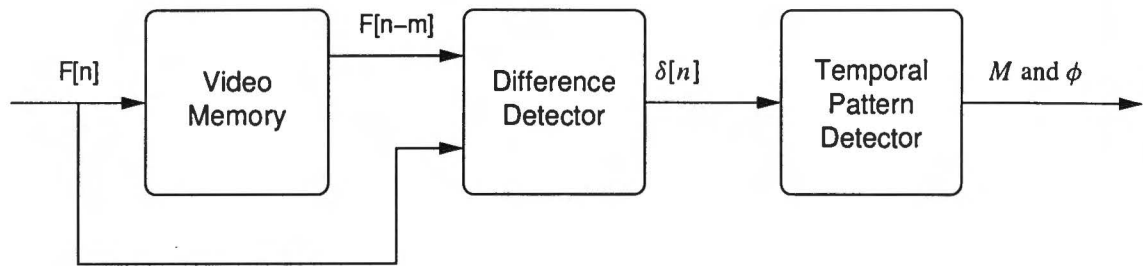 F[n]
Video
Memory
F[n−m]
Difference
Detector
δ[n]
Temporal
Pattern
Detector
M and ϕ